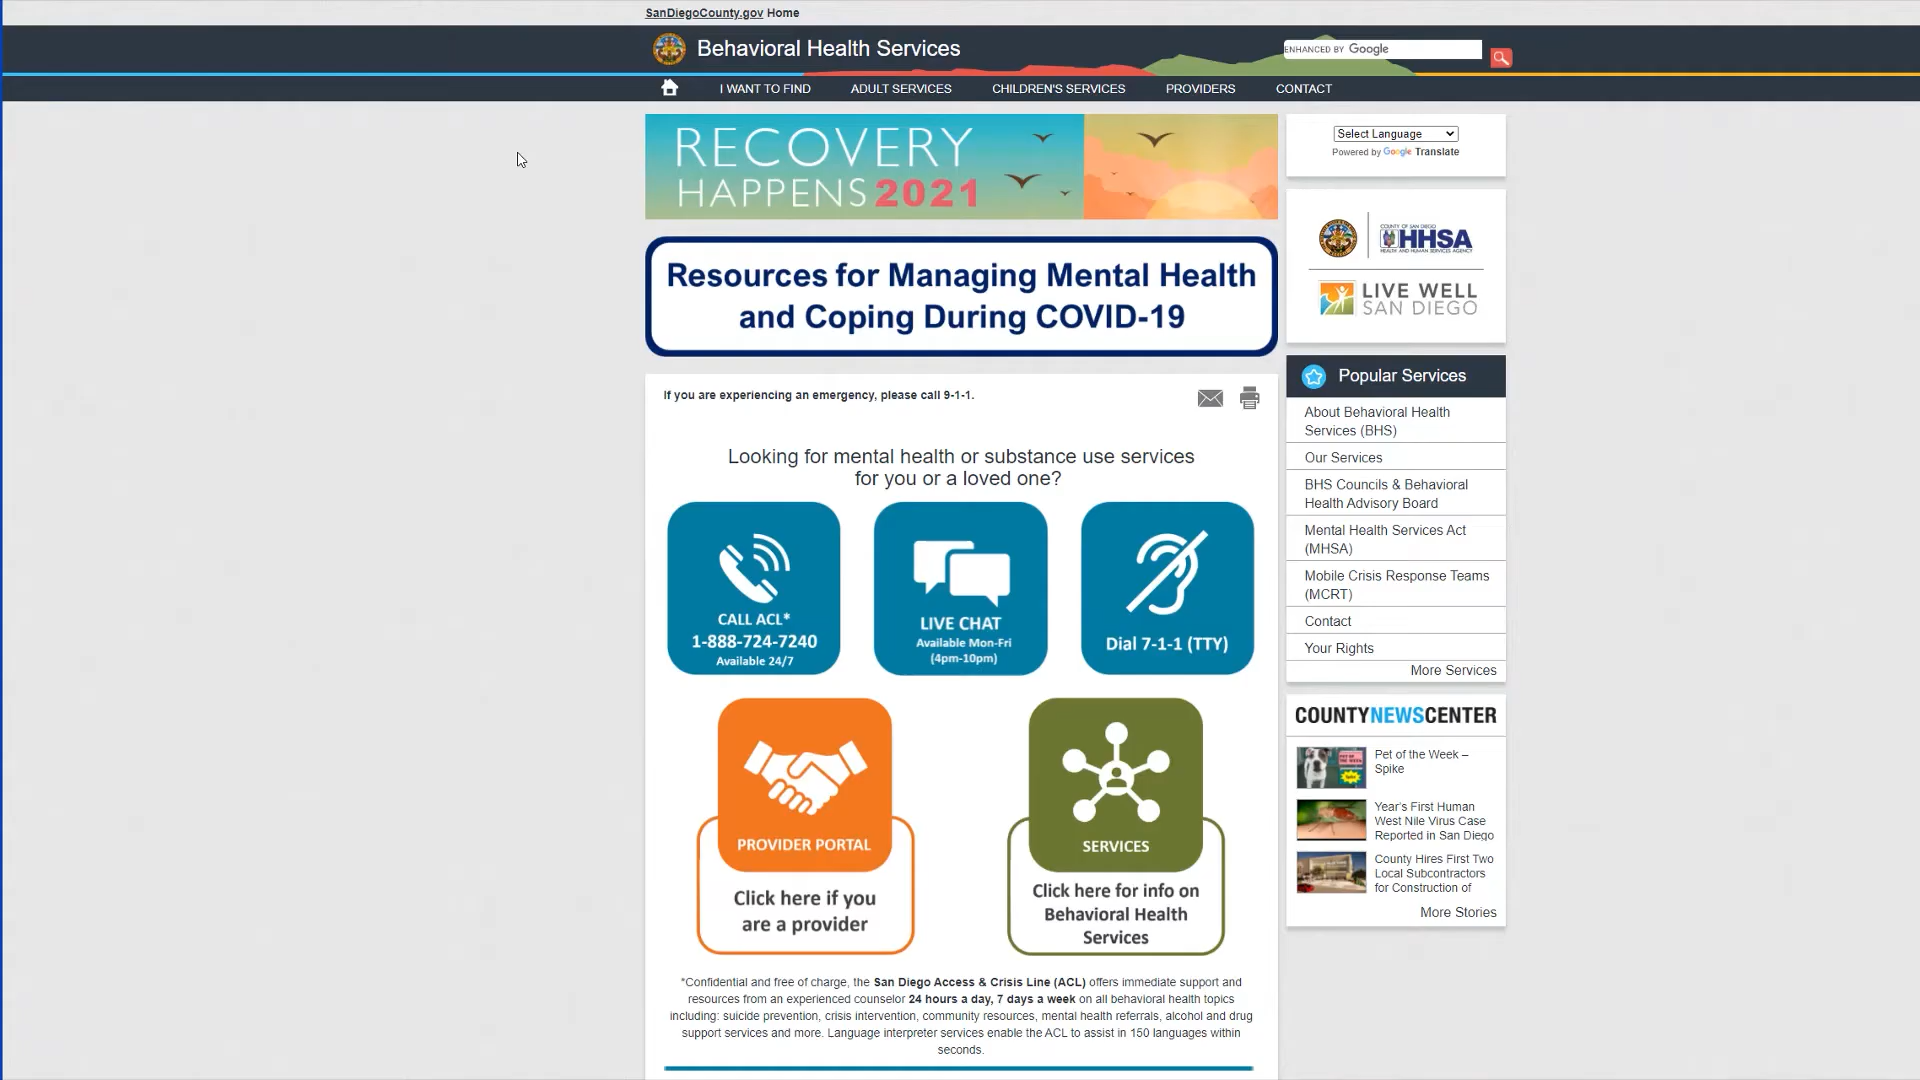 SanDiegoCounty.gov Home
Behavioral Health Services
ENHANCED BY Google
I WANT TO FIND
ADULT SERVICES
CHILDREN'S SERVICES
PROVIDERS
CONTACT
RECOVERY
HAPPENS 2021
Resources for Managing Mental Health
and Coping During COVID-19
If you are experiencing an emergency, please call 9-1-1.
Looking for mental health or substance use services
for you or a loved one?
CALL ACL*
1-888-724-7240
Available 24/7
LIVE CHAT
Available Mon-Fri
(4pm-10pm)
Dial 7-1-1 (TTY)
PROVIDER PORTAL
Click here if you
are a provider
SERVICES
Click here for info on
Behavioral Health
Services
*Confidential and free of charge, the San Diego Access & Crisis Line (ACL) offers immediate support and
resources from an experienced counselor 24 hours a day, 7 days a week on all behavioral health topics
including: suicide prevention, crisis intervention, community resources, mental health referrals, alcohol and drug
support services and more. Language interpreter services enable the ACL to assist in 150 languages within
seconds.
Select Language
Powered by Google Translate
COUNTY OF SAN DIEGO
HHSA
HEALTH AND HUMAN SERVICES AGENCY
LIVE WELL
SAN DIEGO
Popular Services
About Behavioral Health
Services (BHS)
Our Services
BHS Councils & Behavioral
Health Advisory Board
Mental Health Services Act
(MHSA)
Mobile Crisis Response Teams
(MCRT)
Contact
Your Rights
More Services
COUNTYNEWSCENTER
Pet of the Week –
Spike
Year's First Human
West Nile Virus Case
Reported in San Diego
County Hires First Two
Local Subcontractors
for Construction of
More Stories